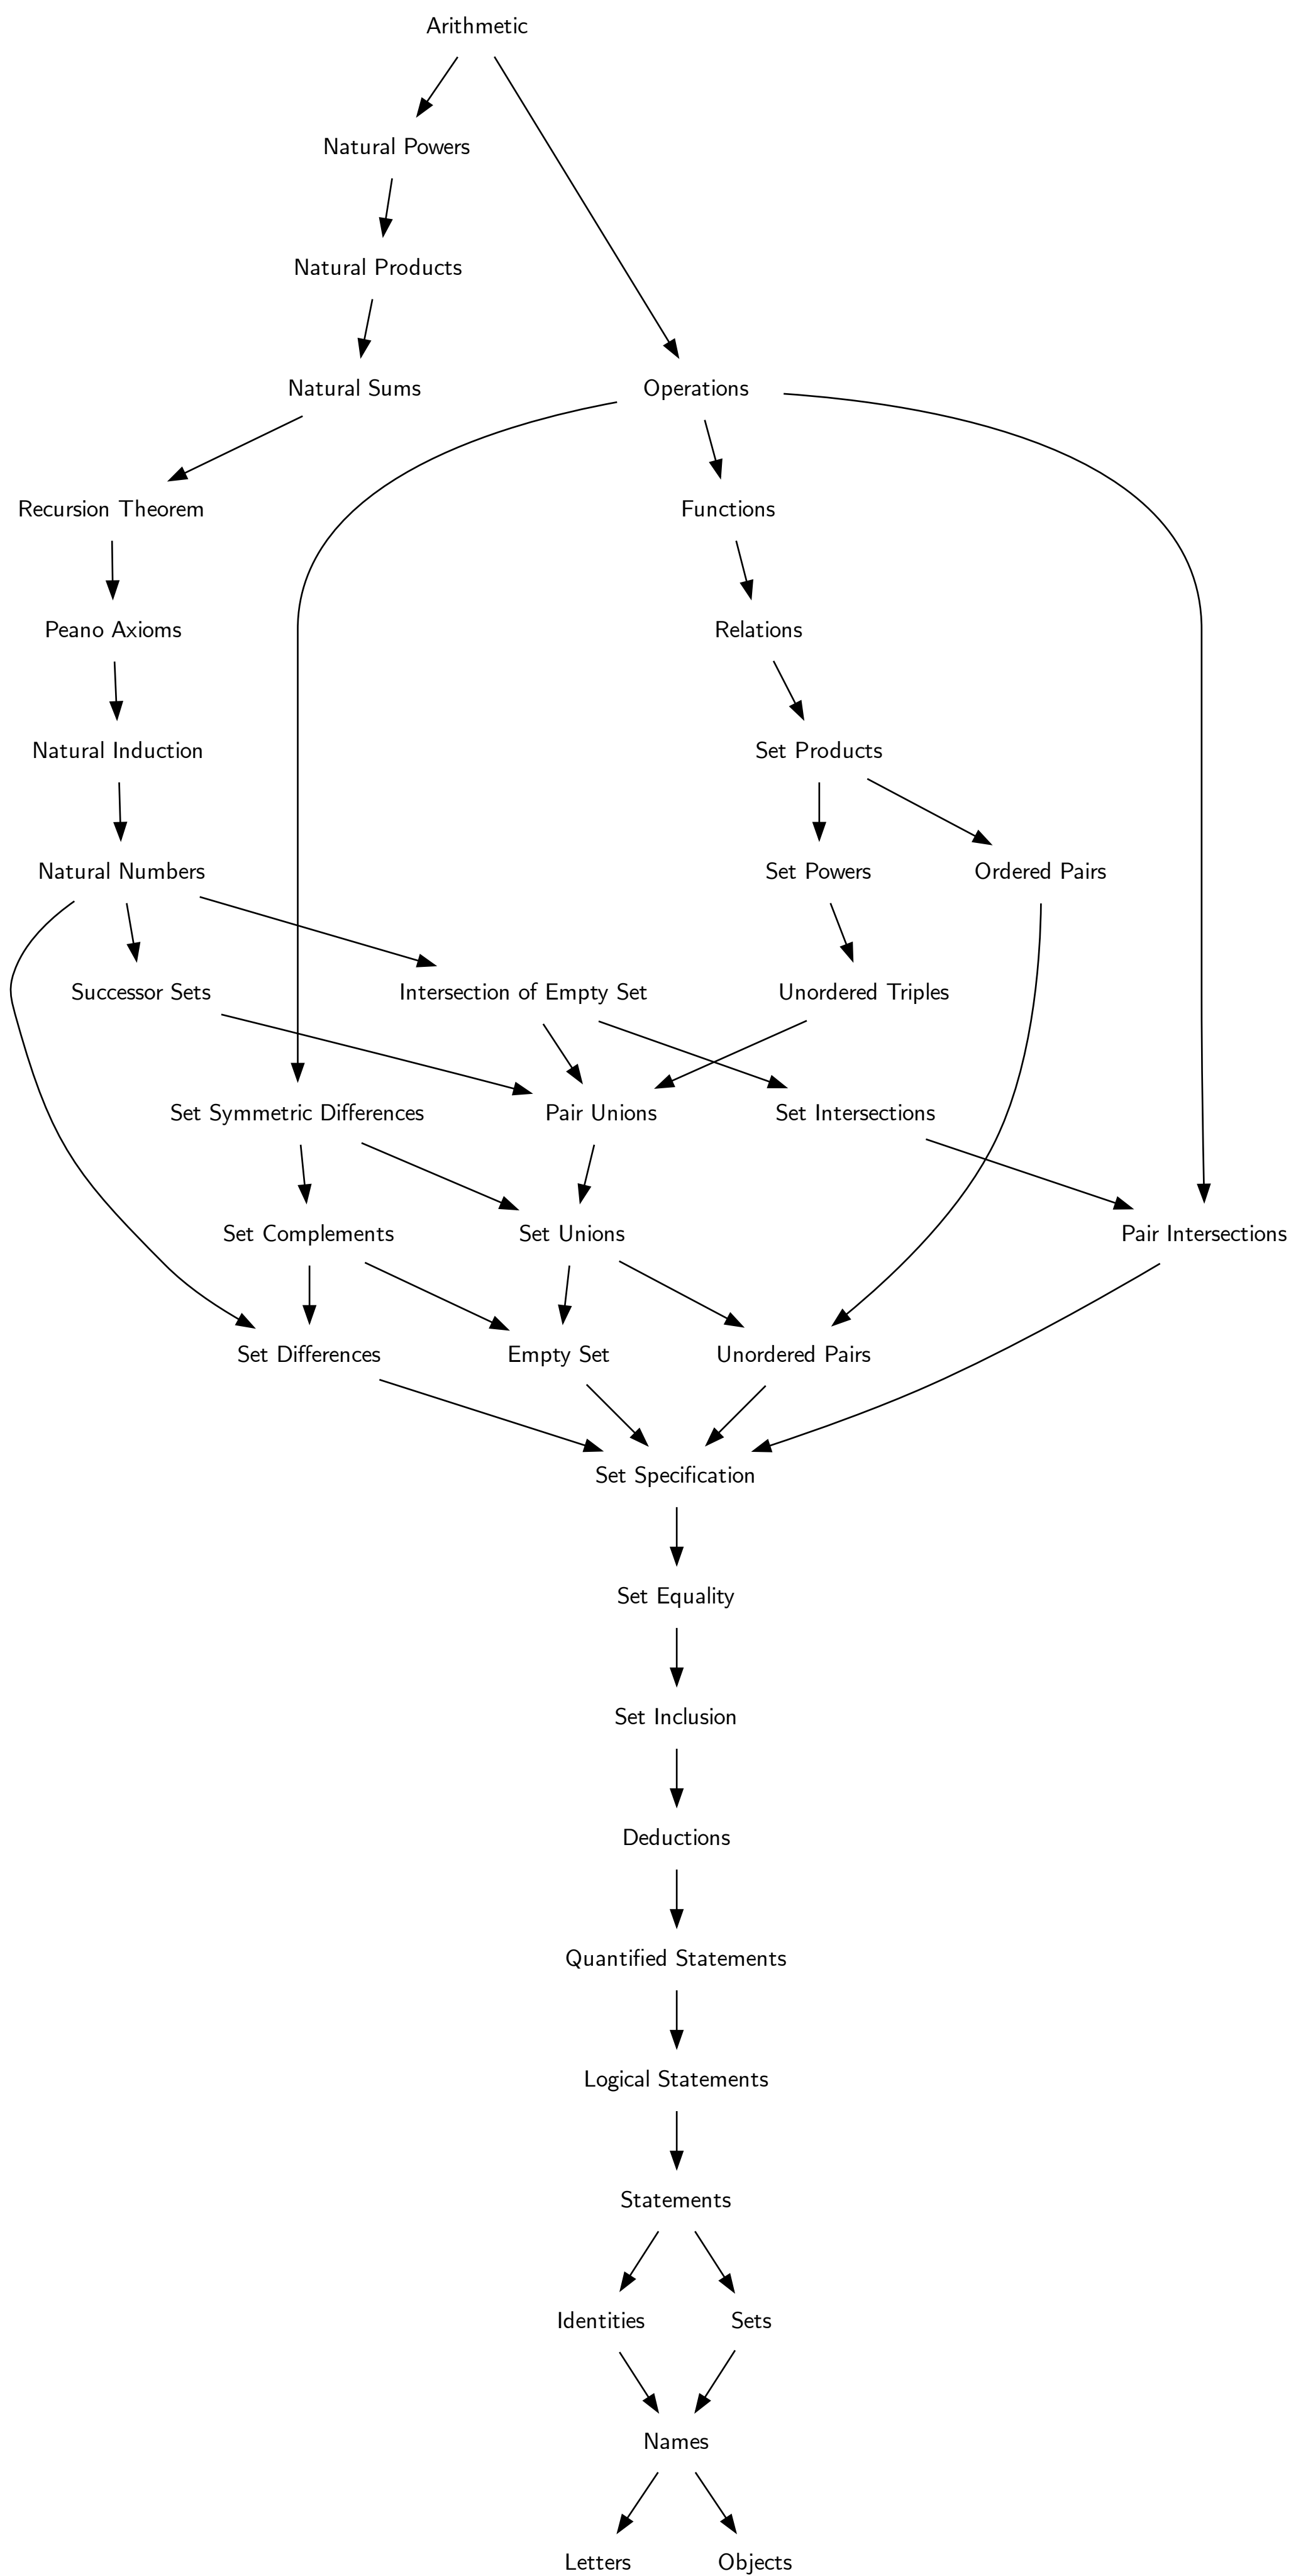 Arithmetic
Natural Powers
Natural Products
Natural Sums
Operations
Recursion Theorem
Functions
Peano Axioms
Relations
Natural Induction
Set Products
Natural Numbers
Set Powers
Ordered Pairs
Successor Sets
Intersection of Empty Set
Unordered Triples
Set Symmetric Differences
Pair Unions
Set Intersections
Set Complements
Set Unions
Pair Intersections
Set Differences
Empty Set
Unordered Pairs
Set Specification
Set Equality
Set Inclusion
Deductions
Quantified Statements
Logical Statements
Statements
Identities
Sets
Names
Letters
Objects